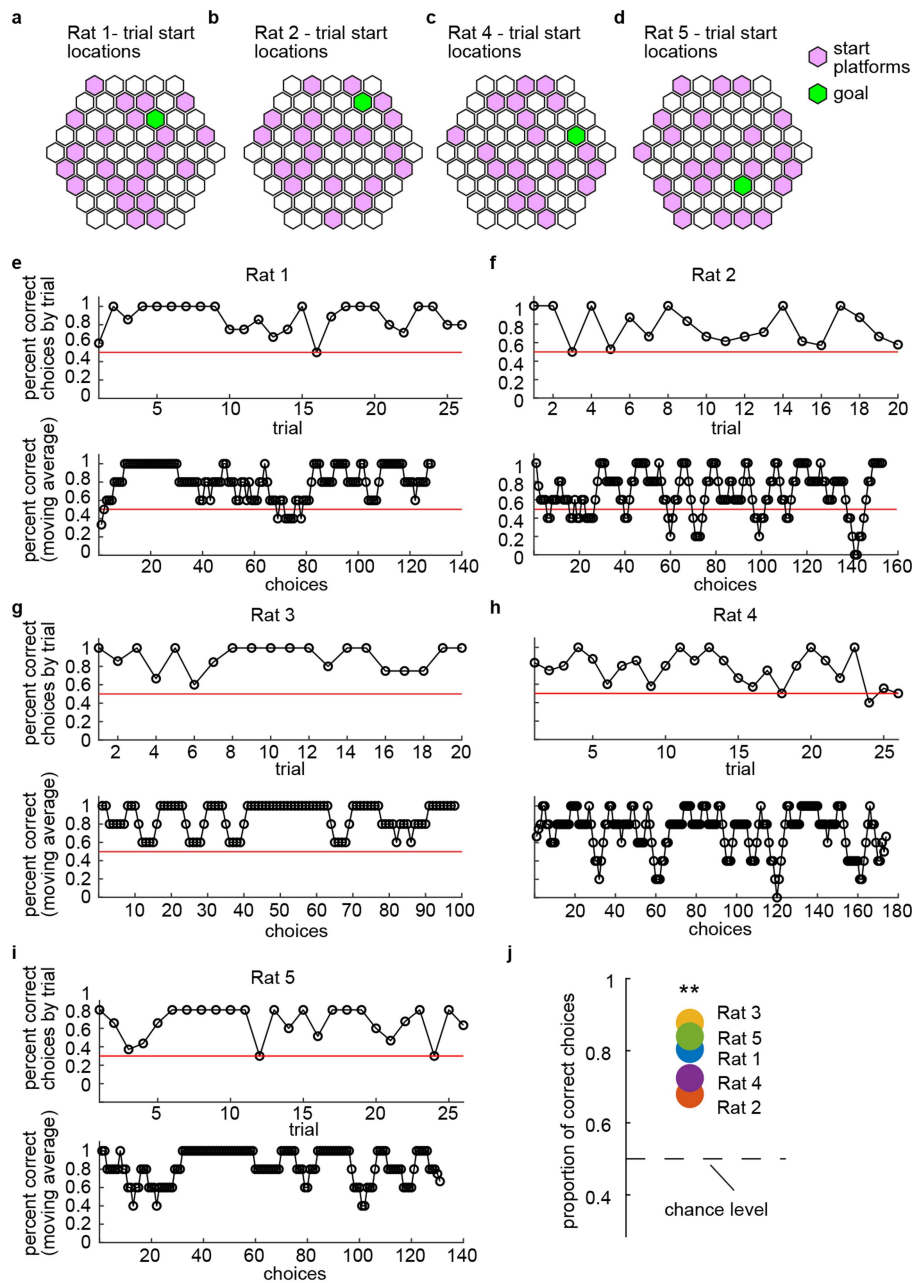 a
Rat 1- trial start
locations
b
Rat 2 - trial start
locations
c
Rat 4 - trial start
locations
d
Rat 5 - trial start
locations
start
platforms
goal
e
Rat 1
percent correct
choices by trial
1
0.8
0.6
0.4
0.2
0
5
10
15
20
25
trial
percent correct
(moving average)
1
0.8
0.6
0.4
0.2
0
20
40
60
80
100
120
140
choices
f
Rat 2
1
0.8
0.6
0.4
0.2
0
2
4
6
8
10
12
14
16
18
20
trial
1
0.8
0.6
0.4
0.2
0
20
40
60
80
100
120
140
160
choices
g
Rat 3
percent correct
choices by trial
1
0.8
0.6
0.4
0.2
0
2
4
6
8
10
12
14
16
18
20
trial
percent correct
(moving average)
1
0.8
0.6
0.4
0.2
0
10
20
30
40
50
60
70
80
90
100
choices
h
Rat 4
5
10
15
20
25
trial
20
40
60
80
100
120
140
160
180
choices
i
Rat 5
percent correct
choices by trial
1
0.8
0.6
0.4
0.2
0
5
10
15
20
25
trial
percent correct
(moving average)
1
0.8
0.6
0.4
0.2
0
20
40
60
80
100
120
140
choices
j
proportion of correct choices
1
0.8
0.6
0.4
**
Rat 3
Rat 5
Rat 1
Rat 4
Rat 2
chance level